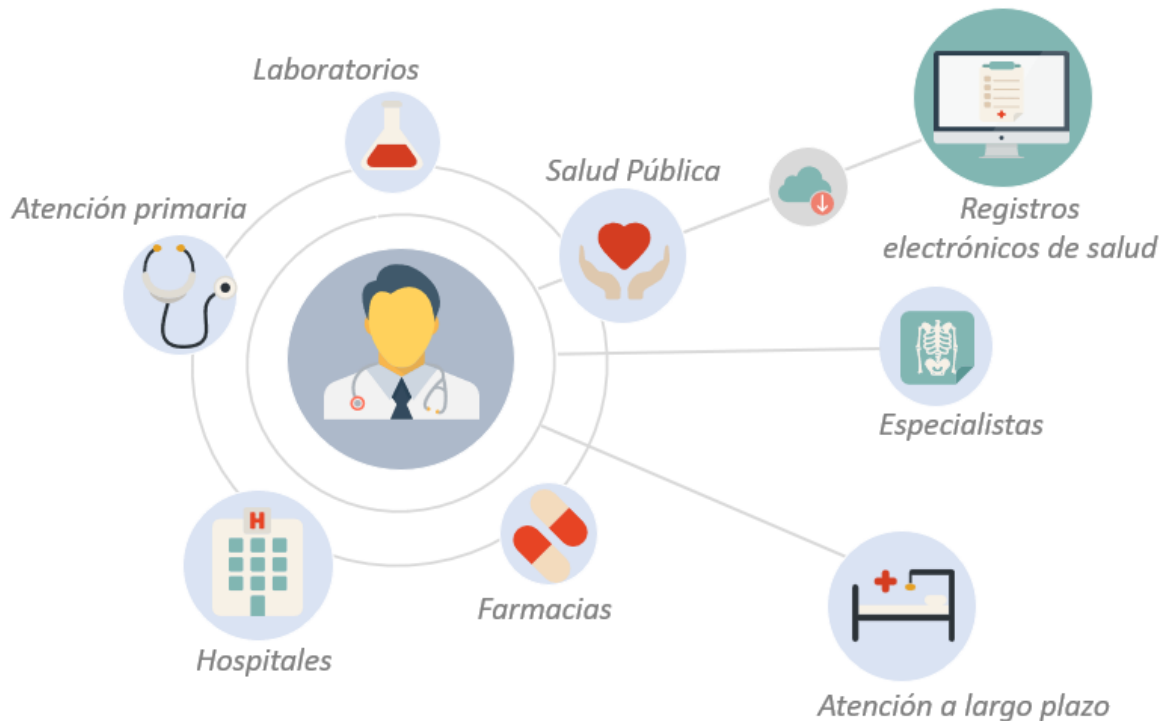 Laboratorios
Salud Pública
Atención primaria
Registros
electrónicos de salud
Especialistas
H
Farmacias
Hospitales
Atención a largo plazo